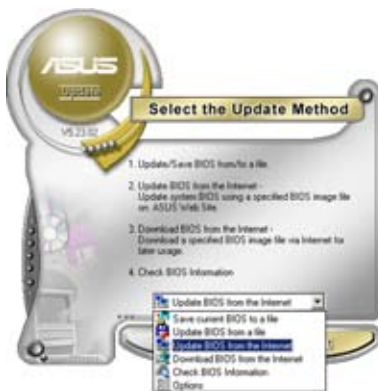 ASUS
Update
V5.23.02
Select the Update Method
1. Update/Save BIOS from/to a file
2. Update BIOS from the Internet -
Update system BIOS using a specified BIOS image file
on ASUS Web Site.
3. Download BIOS from the Internet -
Download a specified BIOS image file via Internet for
later usage.
4. Check BIOS Information
Update BIOS from the Internet
Save current BIOS to a file
Update BIOS from a file
Update BIOS from the Internet
Download BIOS from the Internet
Check BIOS Information
Options